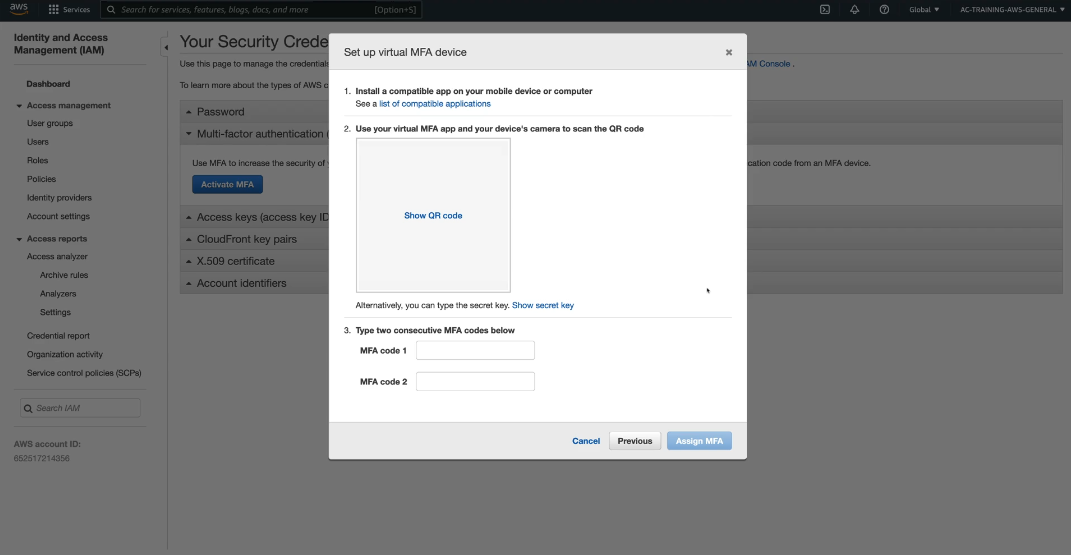 aws
Services
Search for services, features, blogs, docs, and more
[Option+S]
Global
AC-TRAINING-AWS-GENERAL
Identity and Access
Management (IAM)
Dashboard
Access management
User groups
Users
Roles
Policies
Identity providers
Account settings
Access reports
Access analyzer
Archive rules
Analyzers
Settings
Credential report
Organization activity
Service control policies (SCPs)
Search IAM
AWS account ID:
652517214356
Your Security Crede
Use this page to manage the credentials
AM Console .
To learn more about the types of AWS c
Password
Multi-factor authentication (
Use MFA to increase the security of
cation code from an MFA device.
Activate MFA
Access keys (access key ID
CloudFront key pairs
X.509 certificate
Account identifiers
Set up virtual MFA device
1. Install a compatible app on your mobile device or computer
See a list of compatible applications
2. Use your virtual MFA app and your device's camera to scan the QR code
Show QR code
Alternatively, you can type the secret key. Show secret key
3. Type two consecutive MFA codes below
MFA code 1
MFA code 2
Cancel
Previous
Assign MFA